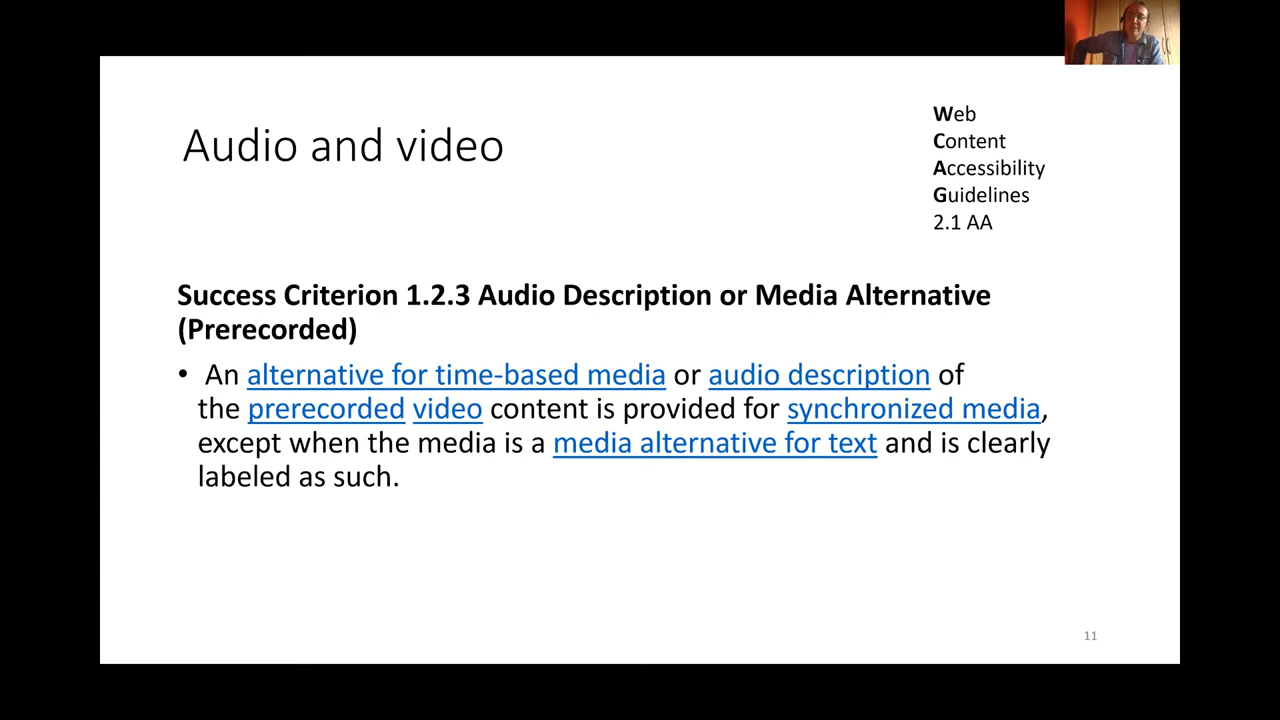 Audio and video
Web
Content
Accessibility
Guidelines
2.1 AA
Success Criterion 1.2.3 Audio Description or Media Alternative
(Prerecorded)
• An alternative for time-based media or audio description of
the prerecorded video content is provided for synchronized media,
except when the media is a media alternative for text and is clearly
labeled as such.
11